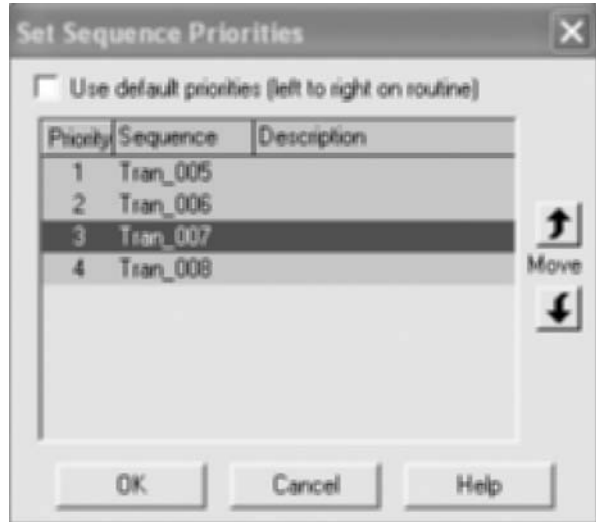 Set Sequence Priorities
Use default priorities (left to right on routine)
Priority Sequence Description
1 Tran_005
2 Tran_006
3 Tran_007
4 Tran_008
Move
OK Cancel Help